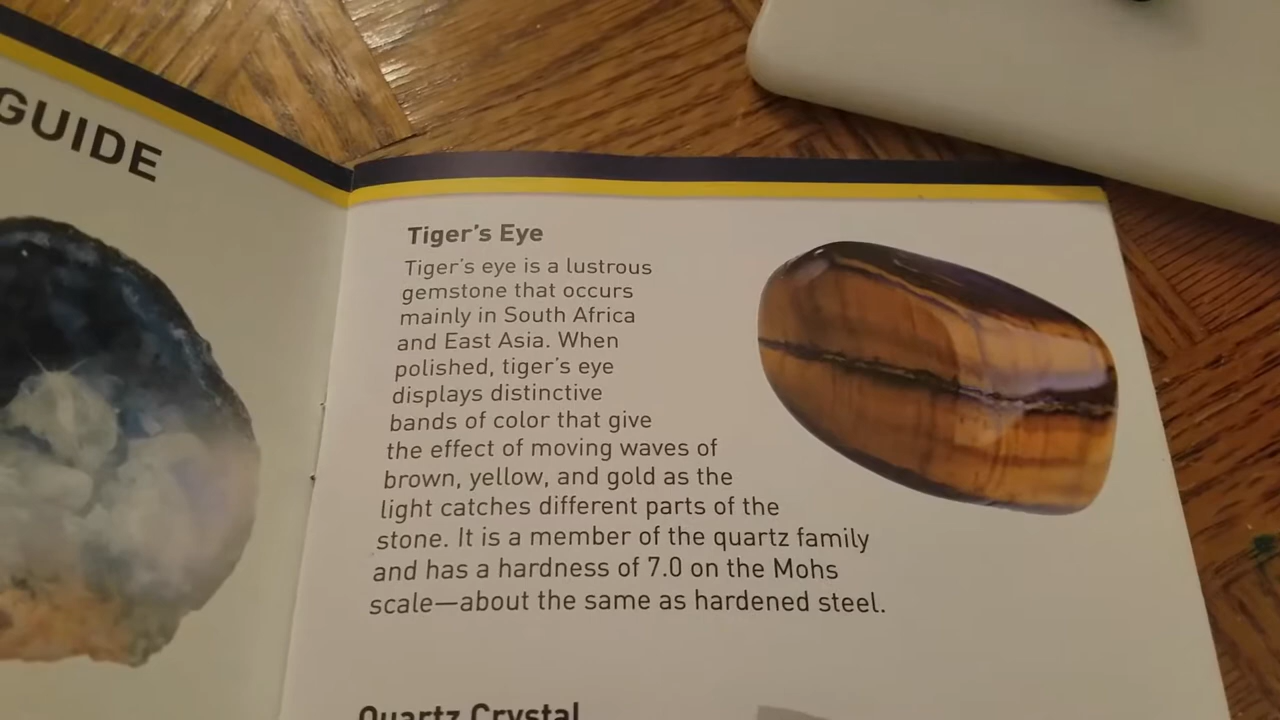 GUIDE
Tiger's Eye
Tiger's eye is a lustrous
gemstone that occurs
mainly in South Africa
and East Asia. When
polished, tiger's eye
displays distinctive
bands of color that give
the effect of moving waves of
brown, yellow, and gold as the
light catches different parts of the
stone. It is a member of the quartz family
and has a hardness of 7.0 on the Mohs
scale—about the same as hardened steel.
Quartz Crystal